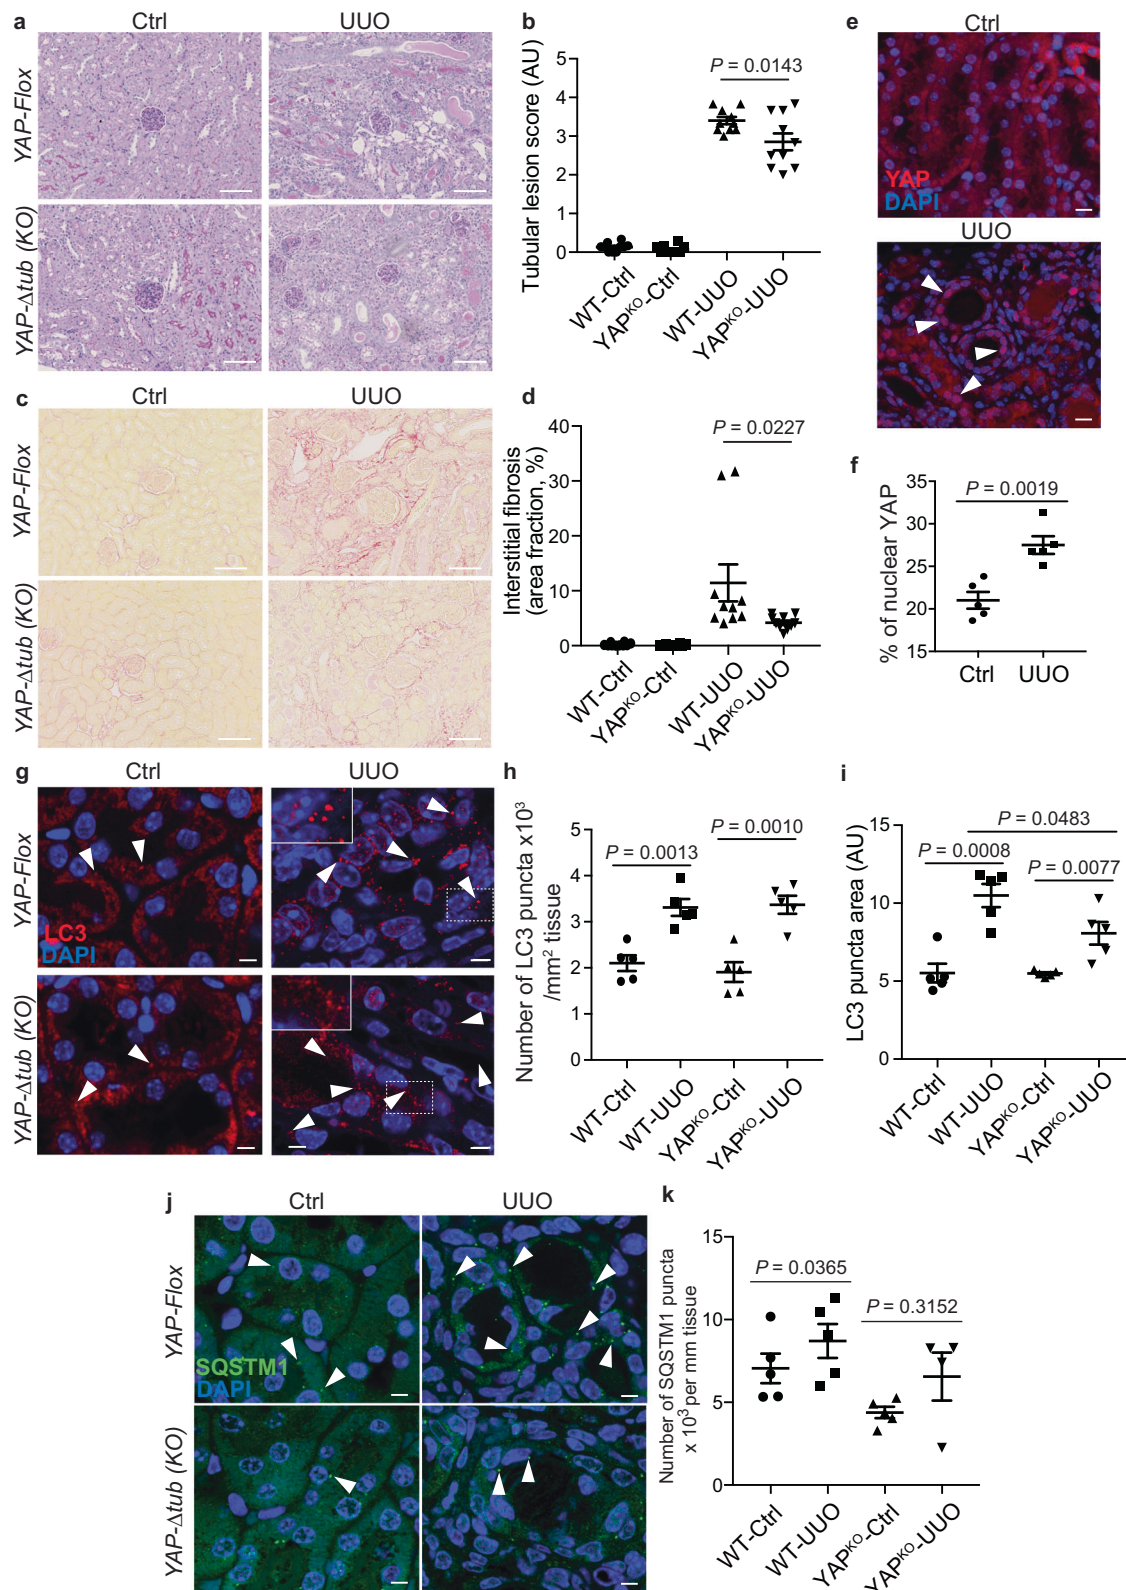 a
Ctrl
UUO
YAP-Flox
YAP-Δtub (KO)
b
Tubular lesion score (AU)
5
4
3
2
1
0
P = 0.0143
WT-Ctrl
YAPᴷᴼ-Ctrl
WT-UUO
YAPᴷᴼ-UUO
e
Ctrl
YAP
DAPI
UUO
c
Ctrl
UUO
YAP-Flox
YAP-Δtub (KO)
d
Interstitial fibrosis
(area fraction, %)
40
30
20
10
0
P = 0.0227
WT-Ctrl
YAPᴷᴼ-Ctrl
WT-UUO
YAPᴷᴼ-UUO
f
% of nuclear YAP
30
25
20
15
P = 0.0019
Ctrl
UUO
g
Ctrl
UUO
YAP-Flox
LC3
DAPI
YAP-Δtub (KO)
h
Number of LC3 puncta x10³
/mm² tissue
5
4
3
2
1
0
P = 0.0013
P = 0.0010
WT-Ctrl
WT-UUO
YAPᴷᴼ-Ctrl
YAPᴷᴼ-UUO
i
LC3 puncta area (AU)
15
10
5
0
P = 0.0483
P = 0.0008
P = 0.0077
WT-Ctrl
WT-UUO
YAPᴷᴼ-Ctrl
YAPᴷᴼ-UUO
j
Ctrl
UUO
YAP-Flox
SQSTM1
DAPI
YAP-Δtub (KO)
k
Number of SQSTM1 puncta
x 10³ per mm tissue
15
10
5
0
P = 0.0365
P = 0.3152
WT-Ctrl
WT-UUO
YAPᴷᴼ-Ctrl
YAPᴷᴼ-UUO